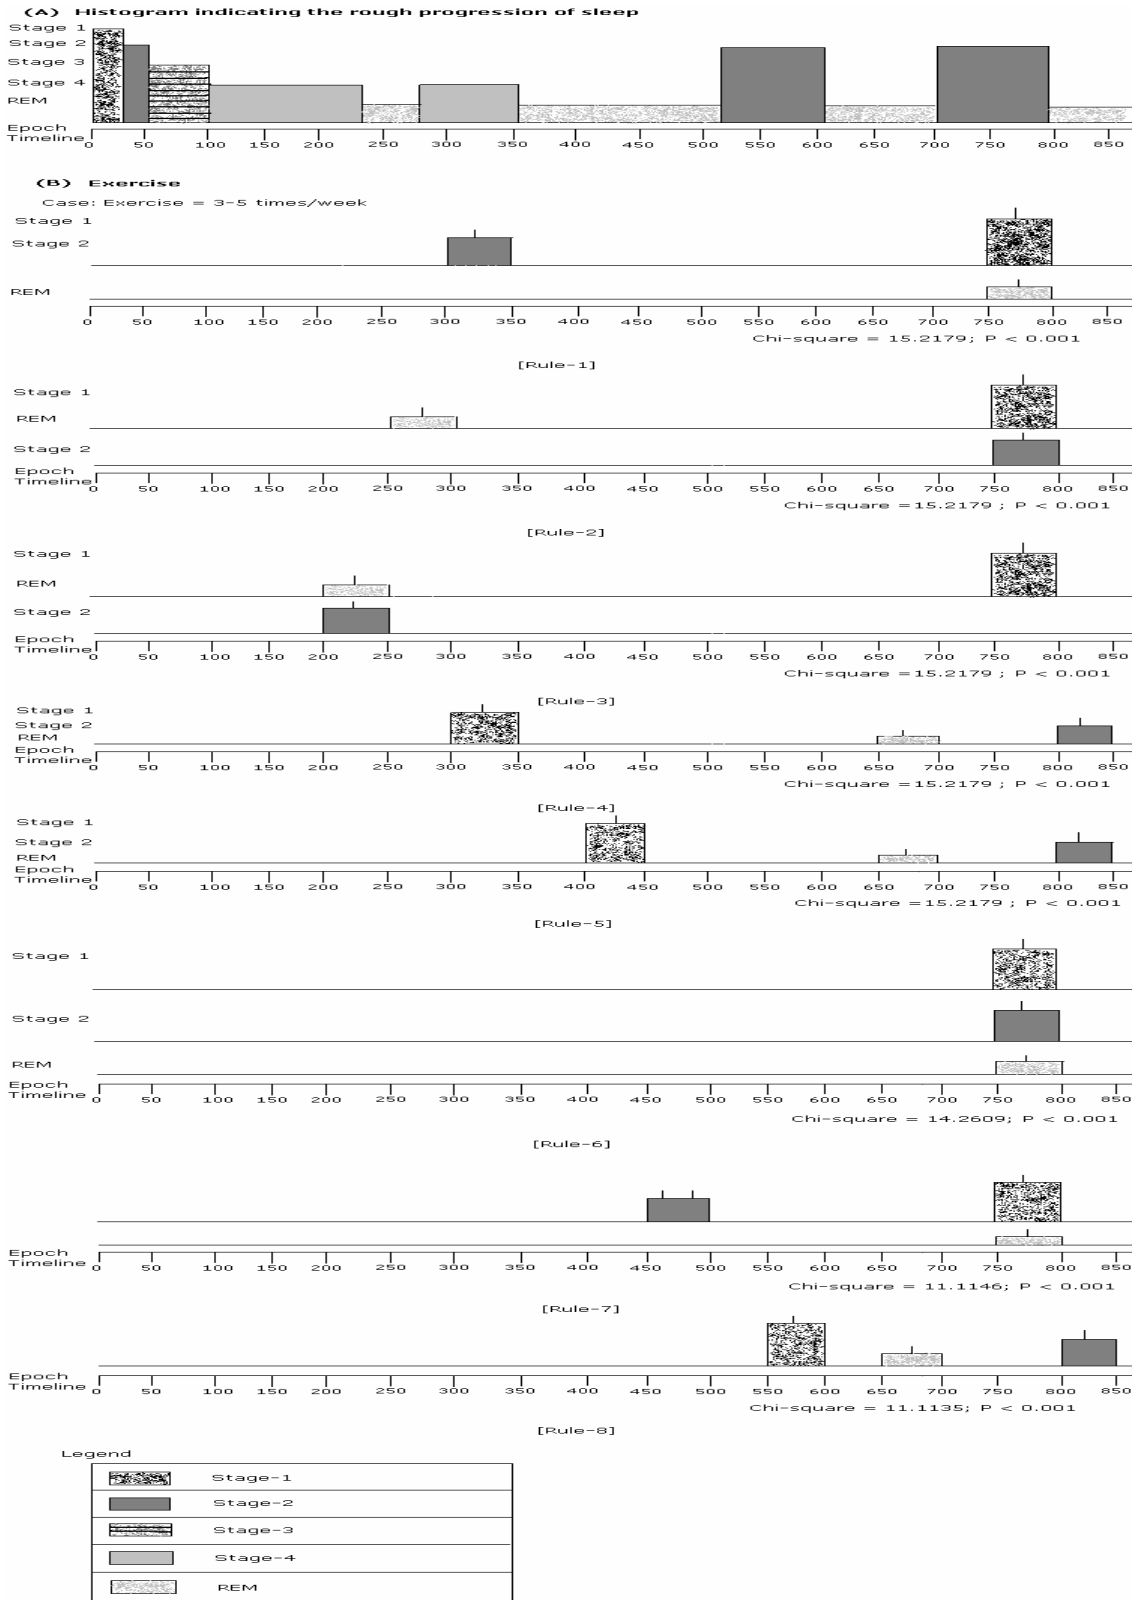 (A) Histogram indicating the rough progression of sleep
Stage 1
Stage 2
Stage 3
Stage 4
REM
Epoch
Timeline
0 50 100 150 200 250 300 350 400 450 500 550 600 650 700 750 800 850
(B) Exercise
Case: Exercise = 3-5 times/week
Stage 1
Stage 2
REM
0 50 100 150 200 250 300 350 400 450 500 550 600 650 700 750 800 850
Chi-square = 15.2179; P < 0.001
[Rule-1]
Stage 1
REM
Stage 2
Epoch
Timeline
0 50 100 150 200 250 300 350 400 450 500 550 600 650 700 750 800 850
Chi-square =15.2179 ; P < 0.001
[Rule-2]
Stage 1
REM
Stage 2
Epoch
Timeline
0 50 100 150 200 250 300 350 400 450 500 550 600 650 700 750 800 850
Chi-square =15.2179 ; P < 0.001
[Rule-3]
Stage 1
Stage 2
REM
Epoch
Timeline
0 50 100 150 200 250 300 350 400 450 500 550 600 650 700 750 800 850
Chi-square =15.2179 ; P < 0.001
[Rule-4]
Stage 1
Stage 2
REM
Epoch
Timeline
0 50 100 150 200 250 300 350 400 450 500 550 600 650 700 750 800 850
Chi-square =15.2179 ; P < 0.001
[Rule-5]
Stage 1
Stage 2
REM
Epoch
Timeline
0 50 100 150 200 250 300 350 400 450 500 550 600 650 700 750 800 850
Chi-square = 14.2609; P < 0.001
[Rule-6]
Epoch
Timeline
0 50 100 150 200 250 300 350 400 450 500 550 600 650 700 750 800 850
Chi-square = 11.1146; P < 0.001
[Rule-7]
Epoch
Timeline
0 50 100 150 200 250 300 350 400 450 500 550 600 650 700 750 800 850
Chi-square = 11.1135; P < 0.001
[Rule-8]
Legend
Stage-1
Stage-2
Stage-3
Stage-4
REM